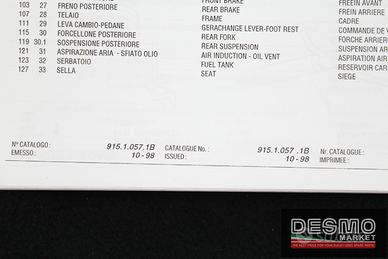 FRONT BRAKE
103 27 FRENO POSTERIORE REAR BRAKE FREIN ARRIERE
107 28 TELAIO FRAME CADRE
111 29 LEVA CAMBIO-PEDANE GERACHANGE LEVER-FOOT REST COMMANDE DE
115 30 FORCELLONE POSTERIORE REAR FORK FORCHE ARRIER
119 30.1 SOSPENSIONE POSTERIORE REAR SUSPENSION SUSPENSION AR
121 31 ASPIRAZIONE ARIA - SFIATO OLIO AIR INDUCTION - OIL VENT ASPIRATION AIR
123 32 SERBATOIO FUEL TANK RESERVOIR CAR
127 33 SELLA SEAT SIEGE
N° CATALOGO : 915.1.057.1B CATALOGUE No. : 915.1.057 .1B Nr. CATALOGUE :
EMESSO : 10 - 98 ISSUED : 10 - 98 IMPRIMEE :
DESMO
MARKET